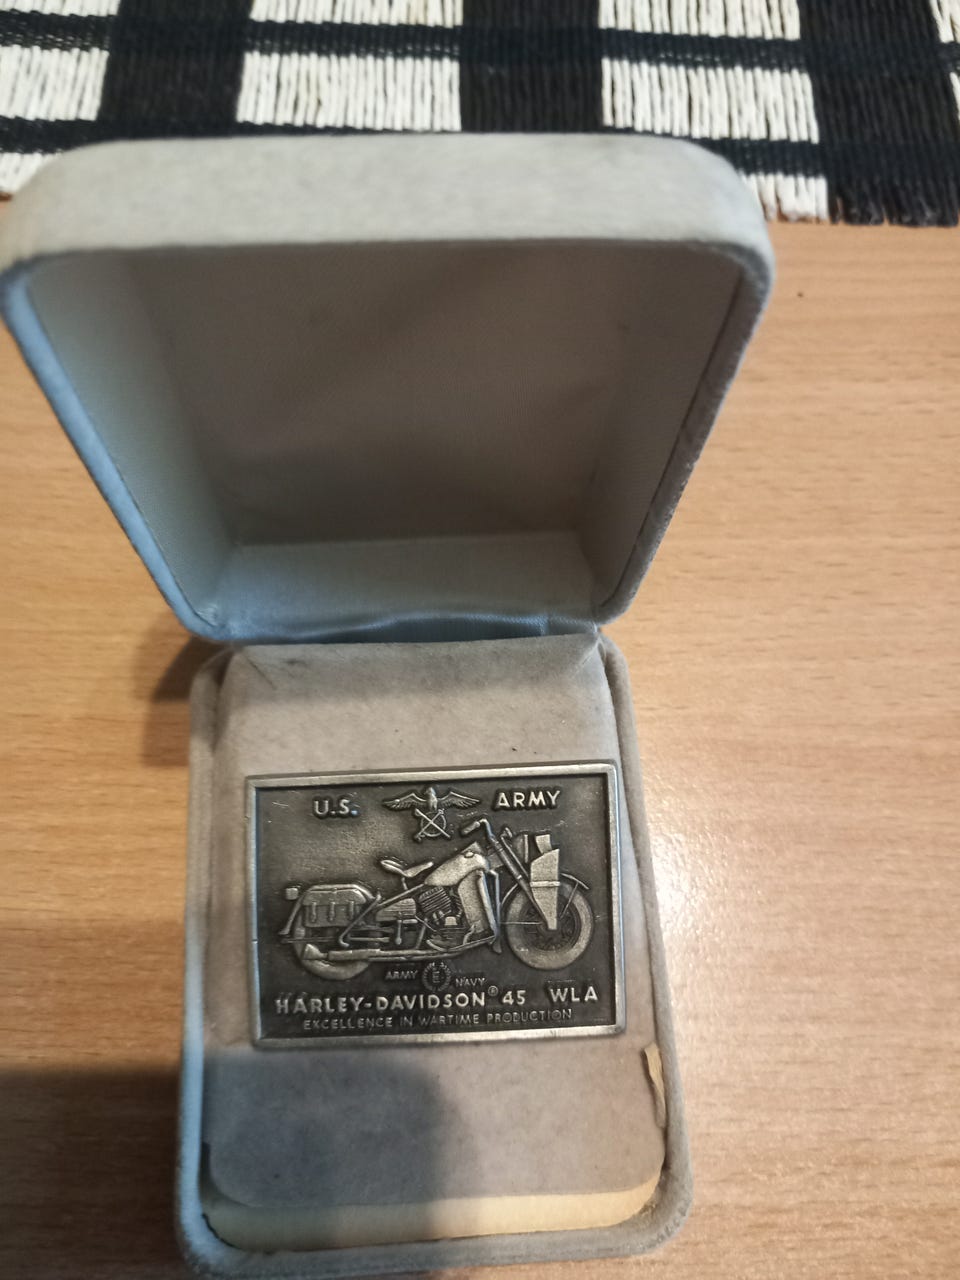 U.S. ARMY
ARMY E NAVY
HARLEY-DAVIDSON® 45 WLA
EXCELLENCE IN WARTIME PRODUCTION